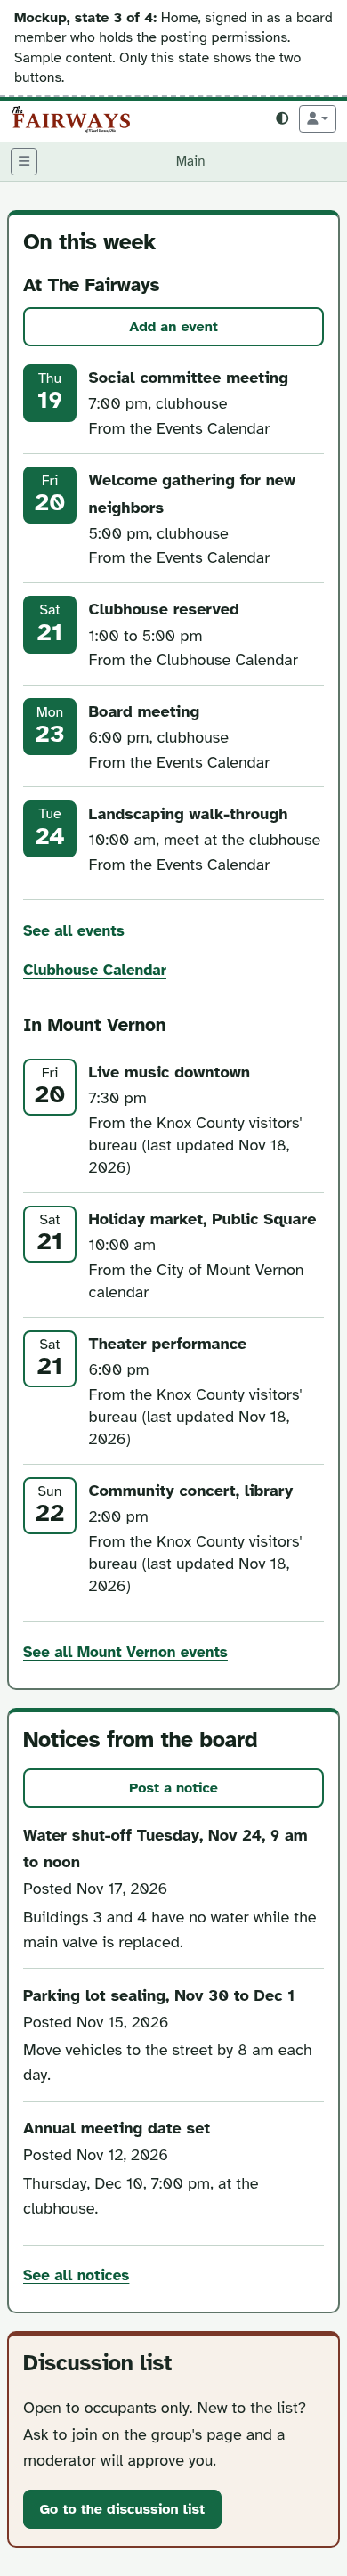 Mockup, state 3 of 4: Home, signed in as a board
member who holds the posting permissions.
Sample content. Only this state shows the two
buttons.
The
FAIRWAYS
Main
On this week
At The Fairways
Add an event
Thu
19
Social committee meeting
7:00 pm, clubhouse
From the Events Calendar
Fri
20
Welcome gathering for new
neighbors
5:00 pm, clubhouse
From the Events Calendar
Sat
21
Clubhouse reserved
1:00 to 5:00 pm
From the Clubhouse Calendar
Mon
23
Board meeting
6:00 pm, clubhouse
From the Events Calendar
Tue
24
Landscaping walk-through
10:00 am, meet at the clubhouse
From the Events Calendar
See all events
Clubhouse Calendar
In Mount Vernon
Fri
20
Live music downtown
7:30 pm
From the Knox County visitors'
bureau (last updated Nov 18,
2026)
Sat
21
Holiday market, Public Square
10:00 am
From the City of Mount Vernon
calendar
Sat
21
Theater performance
6:00 pm
From the Knox County visitors'
bureau (last updated Nov 18,
2026)
Sun
22
Community concert, library
2:00 pm
From the Knox County visitors'
bureau (last updated Nov 18,
2026)
See all Mount Vernon events
Notices from the board
Post a notice
Water shut-off Tuesday, Nov 24, 9 am
to noon
Posted Nov 17, 2026
Buildings 3 and 4 have no water while the
main valve is replaced.
Parking lot sealing, Nov 30 to Dec 1
Posted Nov 15, 2026
Move vehicles to the street by 8 am each
day.
Annual meeting date set
Posted Nov 12, 2026
Thursday, Dec 10, 7:00 pm, at the
clubhouse.
See all notices
Discussion list
Open to occupants only. New to the list?
Ask to join on the group's page and a
moderator will approve you.
Go to the discussion list